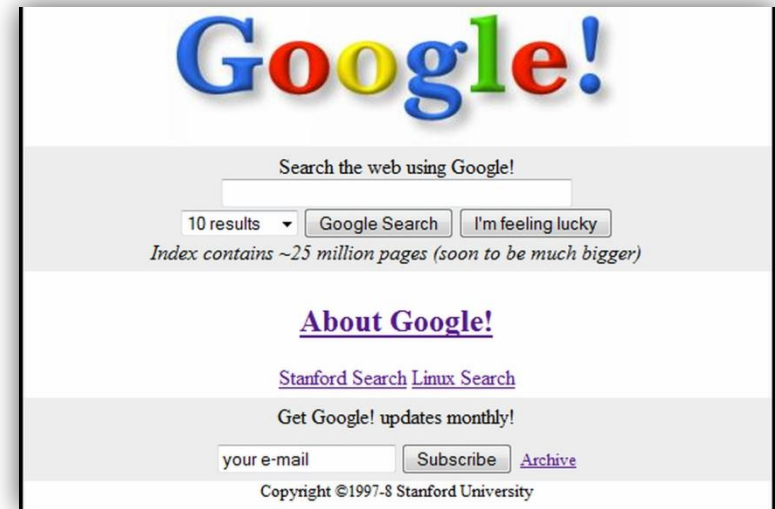 Google!
Search the web using Google!
10 results Google Search I'm feeling lucky
Index contains ~25 million pages (soon to be much bigger)
About Google!
Stanford Search Linux Search
Get Google! updates monthly!
your e-mail Subscribe Archive
Copyright ©1997-8 Stanford University